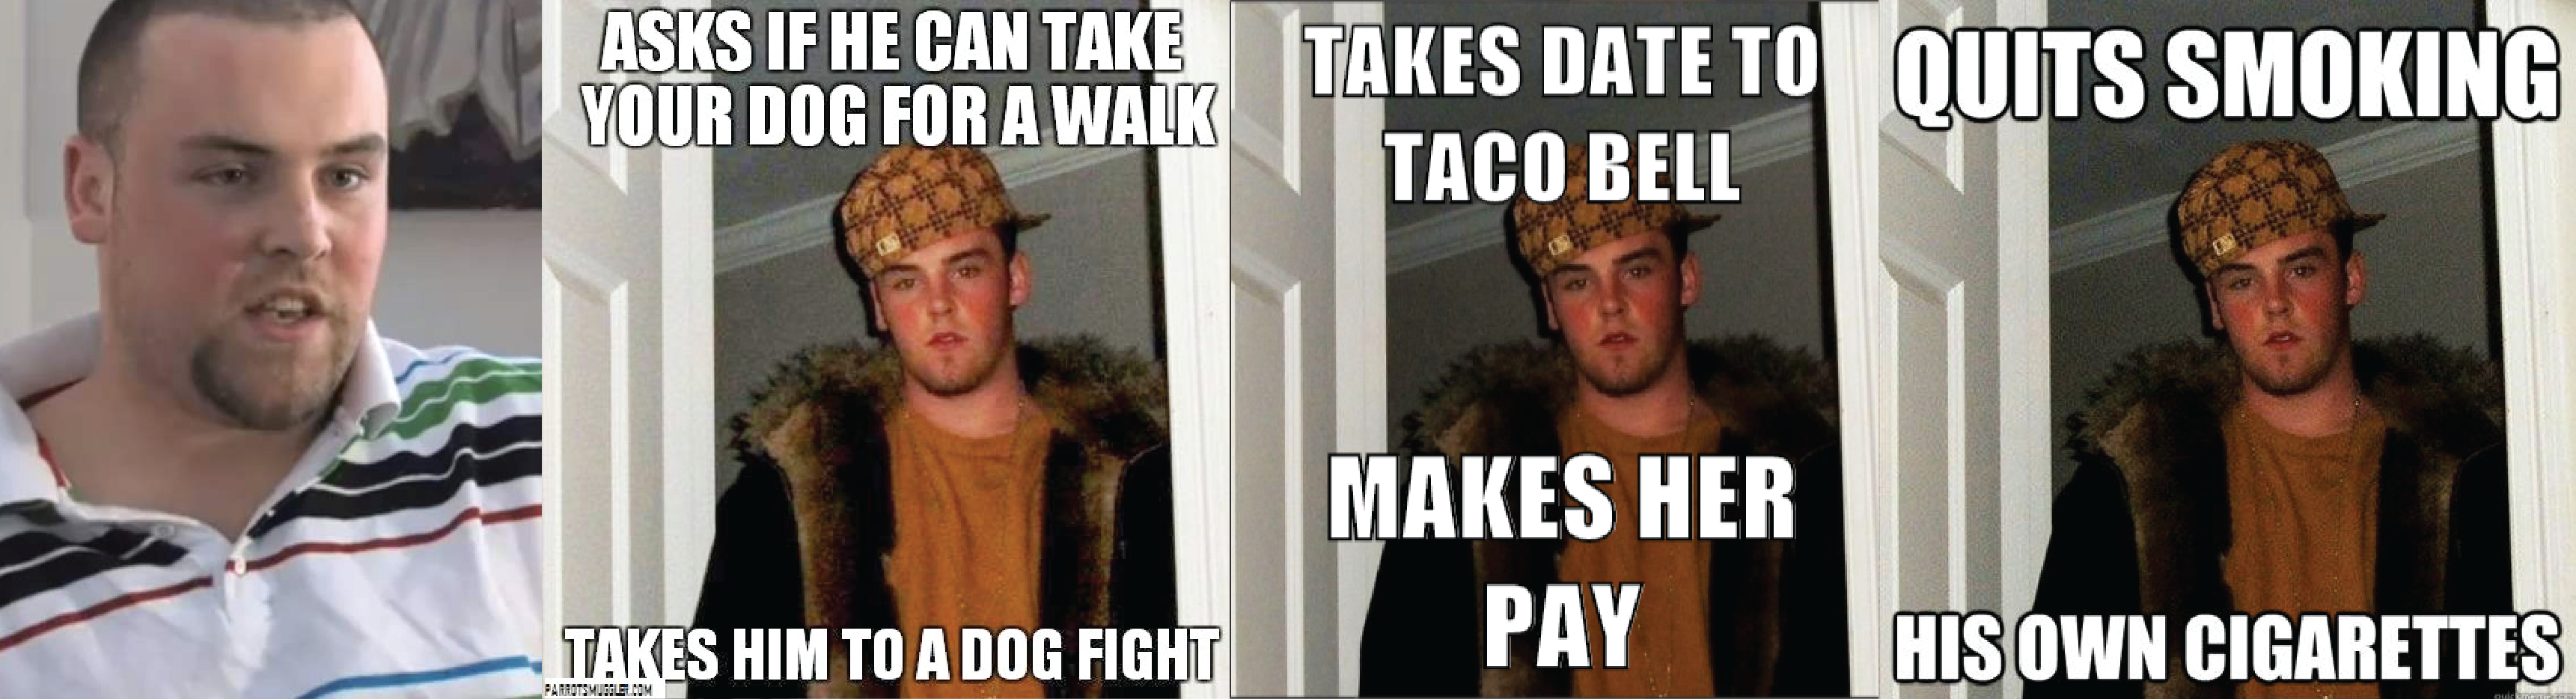 ASKS IF HE CAN TAKE
YOUR DOG FOR A WALK
TAKES HIM TO A DOG FIGHT
PARROTSMUGGLER.COM
TAKES DATE TO
TACO BELL
MAKES HER
PAY
QUITS SMOKING
HIS OWN CIGARETTES